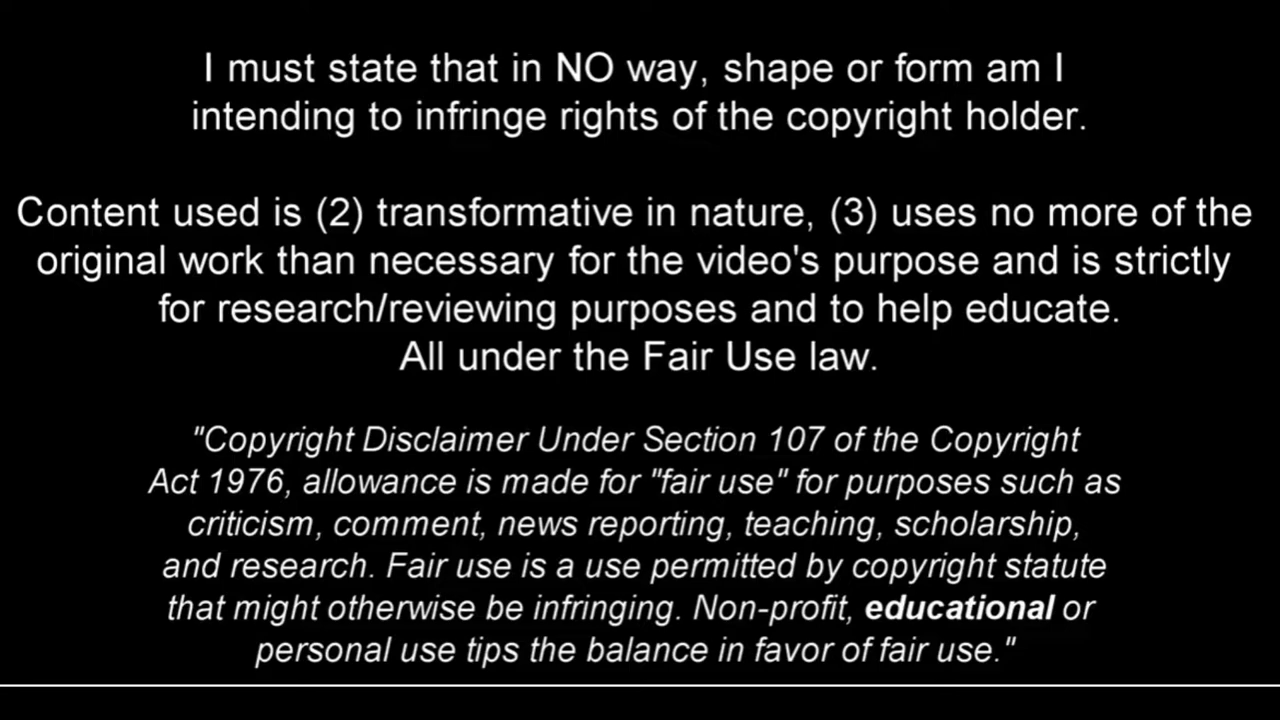 I must state that in NO way, shape or form am I
intending to infringe rights of the copyright holder.
Content used is (2) transformative in nature, (3) uses no more of the
original work than necessary for the video's purpose and is strictly
for research/reviewing purposes and to help educate.
All under the Fair Use law.
"Copyright Disclaimer Under Section 107 of the Copyright
Act 1976, allowance is made for "fair use" for purposes such as
criticism, comment, news reporting, teaching, scholarship,
and research. Fair use is a use permitted by copyright statute
that might otherwise be infringing. Non-profit, educational or
personal use tips the balance in favor of fair use."